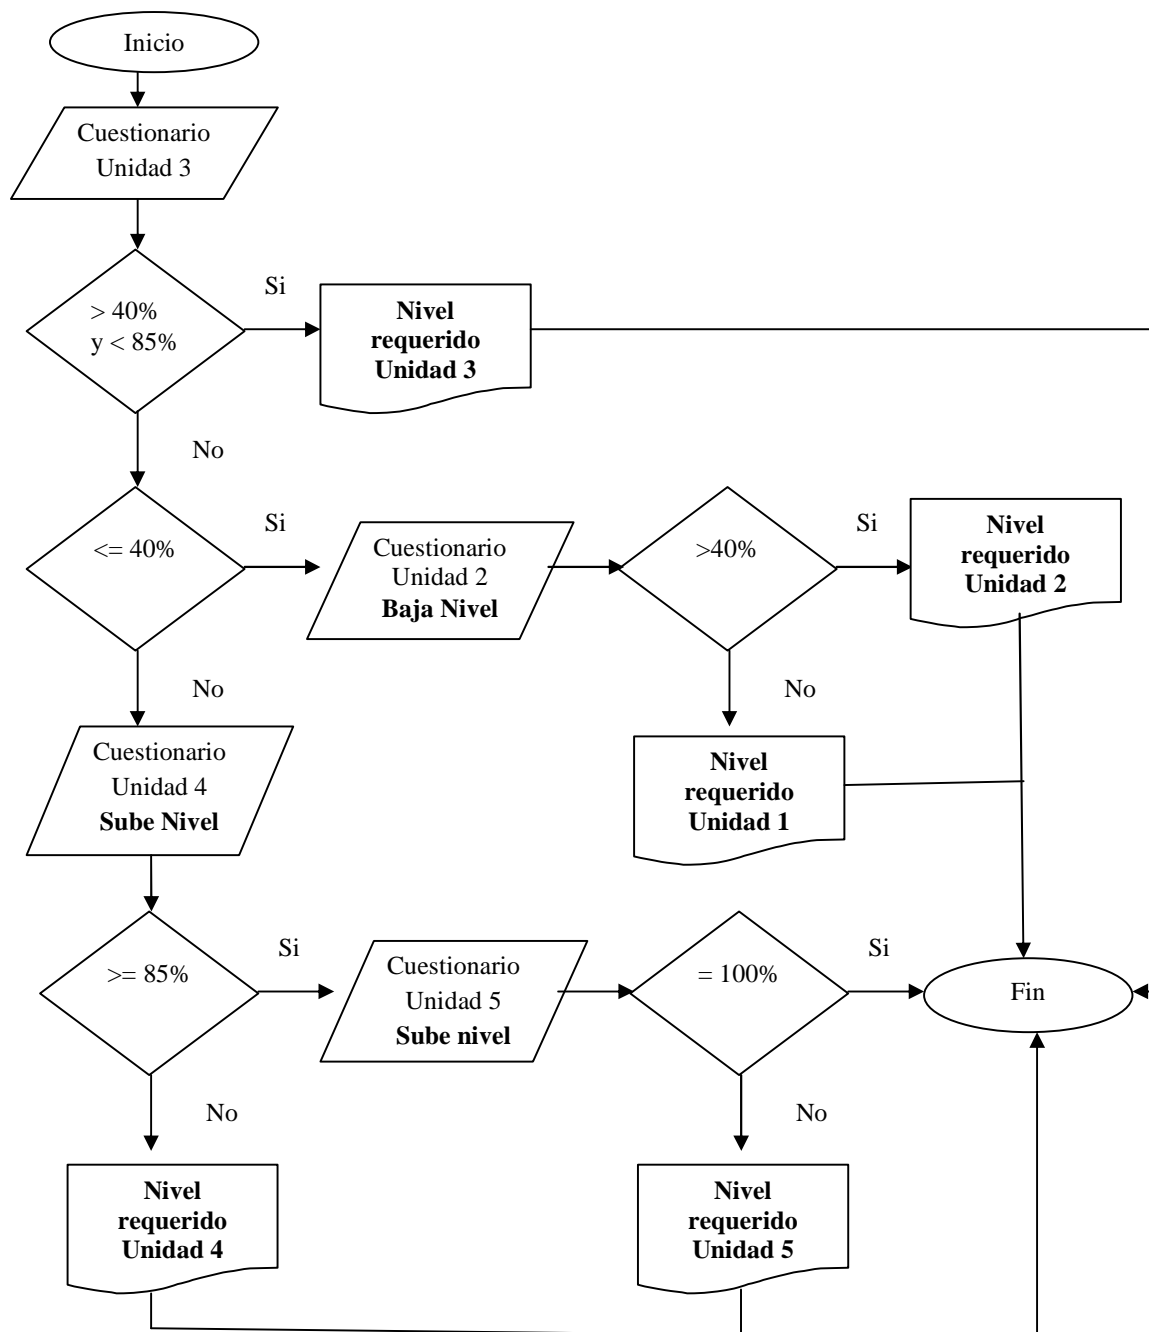 Inicio
Cuestionario
Unidad 3
> 40%
y < 85%
Si
Nivel
requerido
Unidad 3
No
<= 40%
Si
Cuestionario
Unidad 2
Baja Nivel
>40%
Si
Nivel
requerido
Unidad 2
No
No
Nivel
requerido
Unidad 1
Cuestionario
Unidad 4
Sube Nivel
>= 85%
Si
Cuestionario
Unidad 5
Sube nivel
= 100%
Si
Fin
No
No
Nivel
requerido
Unidad 4
Nivel
requerido
Unidad 5